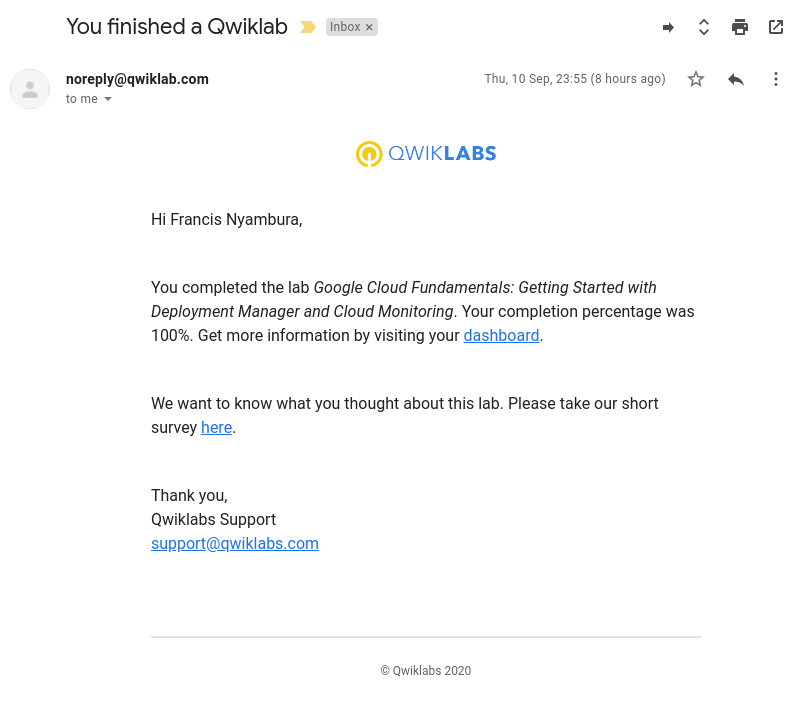 You finished a Qwiklab Inbox ×
noreply@qwiklab.com Thu, 10 Sep, 23:55 (8 hours ago)
to me
QWIKLABS
Hi Francis Nyambura,
You completed the lab Google Cloud Fundamentals: Getting Started with
Deployment Manager and Cloud Monitoring. Your completion percentage was
100%. Get more information by visiting your dashboard.
We want to know what you thought about this lab. Please take our short
survey here.
Thank you,
Qwiklabs Support
support@qwiklabs.com
© Qwiklabs 2020